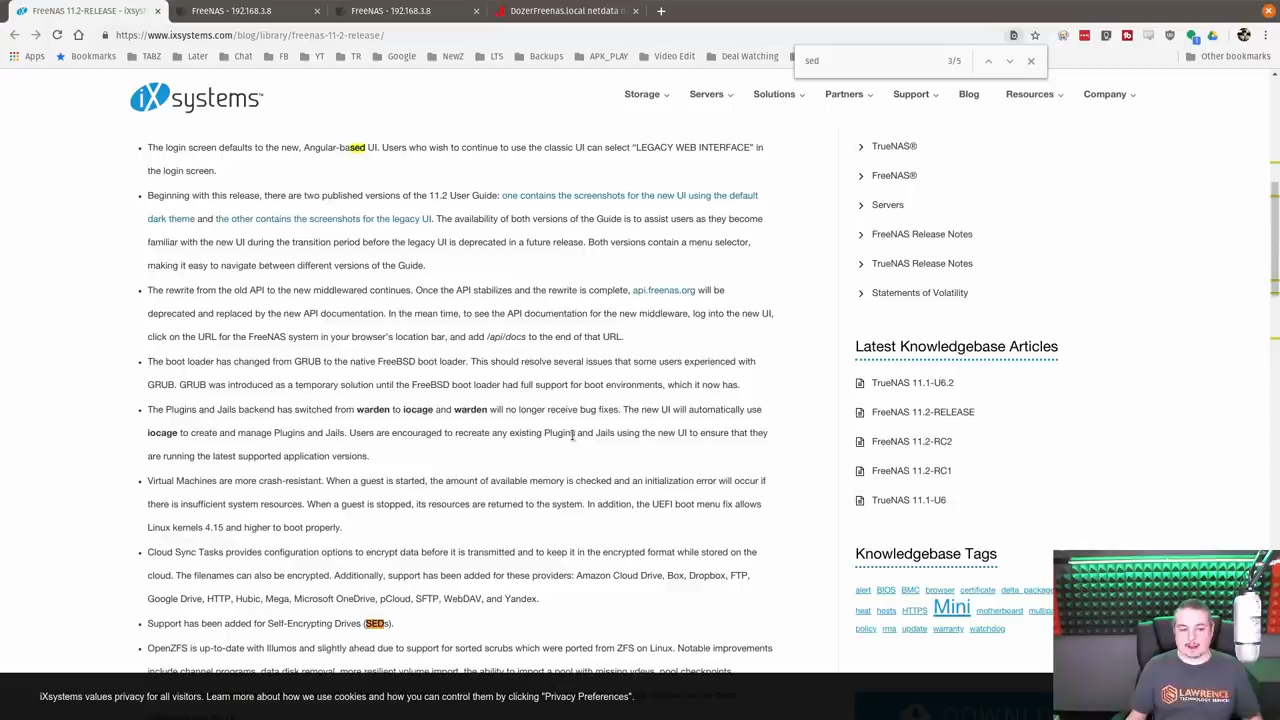 FreeNAS 11.2-RELEASE - iXsyst
FreeNAS - 192.168.3.8
FreeNAS - 192.168.3.8
DozerFreenas.local netdata d
https://www.ixsystems.com/blog/library/freenas-11-2-release/
Apps Bookmarks TABZ Later Chat FB YT TR Google NewZ LTS Backups APK_PLAY Video Edit Deal Watching Other bookmarks
sed 3/5
iXsystems
Storage Servers Solutions Partners Support Blog Resources Company
The login screen defaults to the new, Angular-based UI. Users who wish to continue to use the classic UI can select “LEGACY WEB INTERFACE” in
the login screen.
Beginning with this release, there are two published versions of the 11.2 User Guide: one contains the screenshots for the new UI using the default
dark theme and the other contains the screenshots for the legacy UI. The availability of both versions of the Guide is to assist users as they become
familiar with the new UI during the transition period before the legacy UI is deprecated in a future release. Both versions contain a menu selector,
making it easy to navigate between different versions of the Guide.
The rewrite from the old API to the new middlewared continues. Once the API stabilizes and the rewrite is complete, api.freenas.org will be
deprecated and replaced by the new API documentation. In the mean time, to see the API documentation for the new middleware, log into the new UI,
click on the URL for the FreeNAS system in your browser's location bar, and add /api/docs to the end of that URL.
The boot loader has changed from GRUB to the native FreeBSD boot loader. This should resolve several issues that some users experienced with
GRUB. GRUB was introduced as a temporary solution until the FreeBSD boot loader had full support for boot environments, which it now has.
The Plugins and Jails backend has switched from warden to iocage and warden will no longer receive bug fixes. The new UI will automatically use
iocage to create and manage Plugins and Jails. Users are encouraged to recreate any existing Plugins and Jails using the new UI to ensure that they
are running the latest supported application versions.
Virtual Machines are more crash-resistant. When a guest is started, the amount of available memory is checked and an initialization error will occur if
there is insufficient system resources. When a guest is stopped, its resources are returned to the system. In addition, the UEFI boot menu fix allows
Linux kernels 4.15 and higher to boot properly.
Cloud Sync Tasks provides configuration options to encrypt data before it is transmitted and to keep it in the encrypted format while stored on the
cloud. The filenames can also be encrypted. Additionally, support has been added for these providers: Amazon Cloud Drive, Box, Dropbox, FTP,
Google Drive, HTTP, Hubic, Mega, Microsoft OneDrive, pCloud, SFTP, WebDAV, and Yandex.
Support has been added for Self-Encrypting Drives (SEDs).
OpenZFS is up-to-date with Illumos and slightly ahead due to support for sorted scrubs which were ported from ZFS on Linux. Notable improvements
include channel programs, data disk removal, more resilient volume import, the ability to import a pool with missing vdevs, pool checkpoints,
TrueNAS®
FreeNAS®
Servers
FreeNAS Release Notes
TrueNAS Release Notes
Statements of Volatility
Latest Knowledgebase Articles
TrueNAS 11.1-U6.2
FreeNAS 11.2-RELEASE
FreeNAS 11.2-RC2
FreeNAS 11.2-RC1
TrueNAS 11.1-U6
Knowledgebase Tags
alert BIOS BMC browser certificate delta package
heat hosts HTTPS Mini motherboard multipa
policy rma update warranty watchdog
iXsystems values privacy for all visitors. Learn more about how we use cookies and how you can control them by clicking "Privacy Preferences".
LAWRENCE
TECHNOLOGY SERVICES